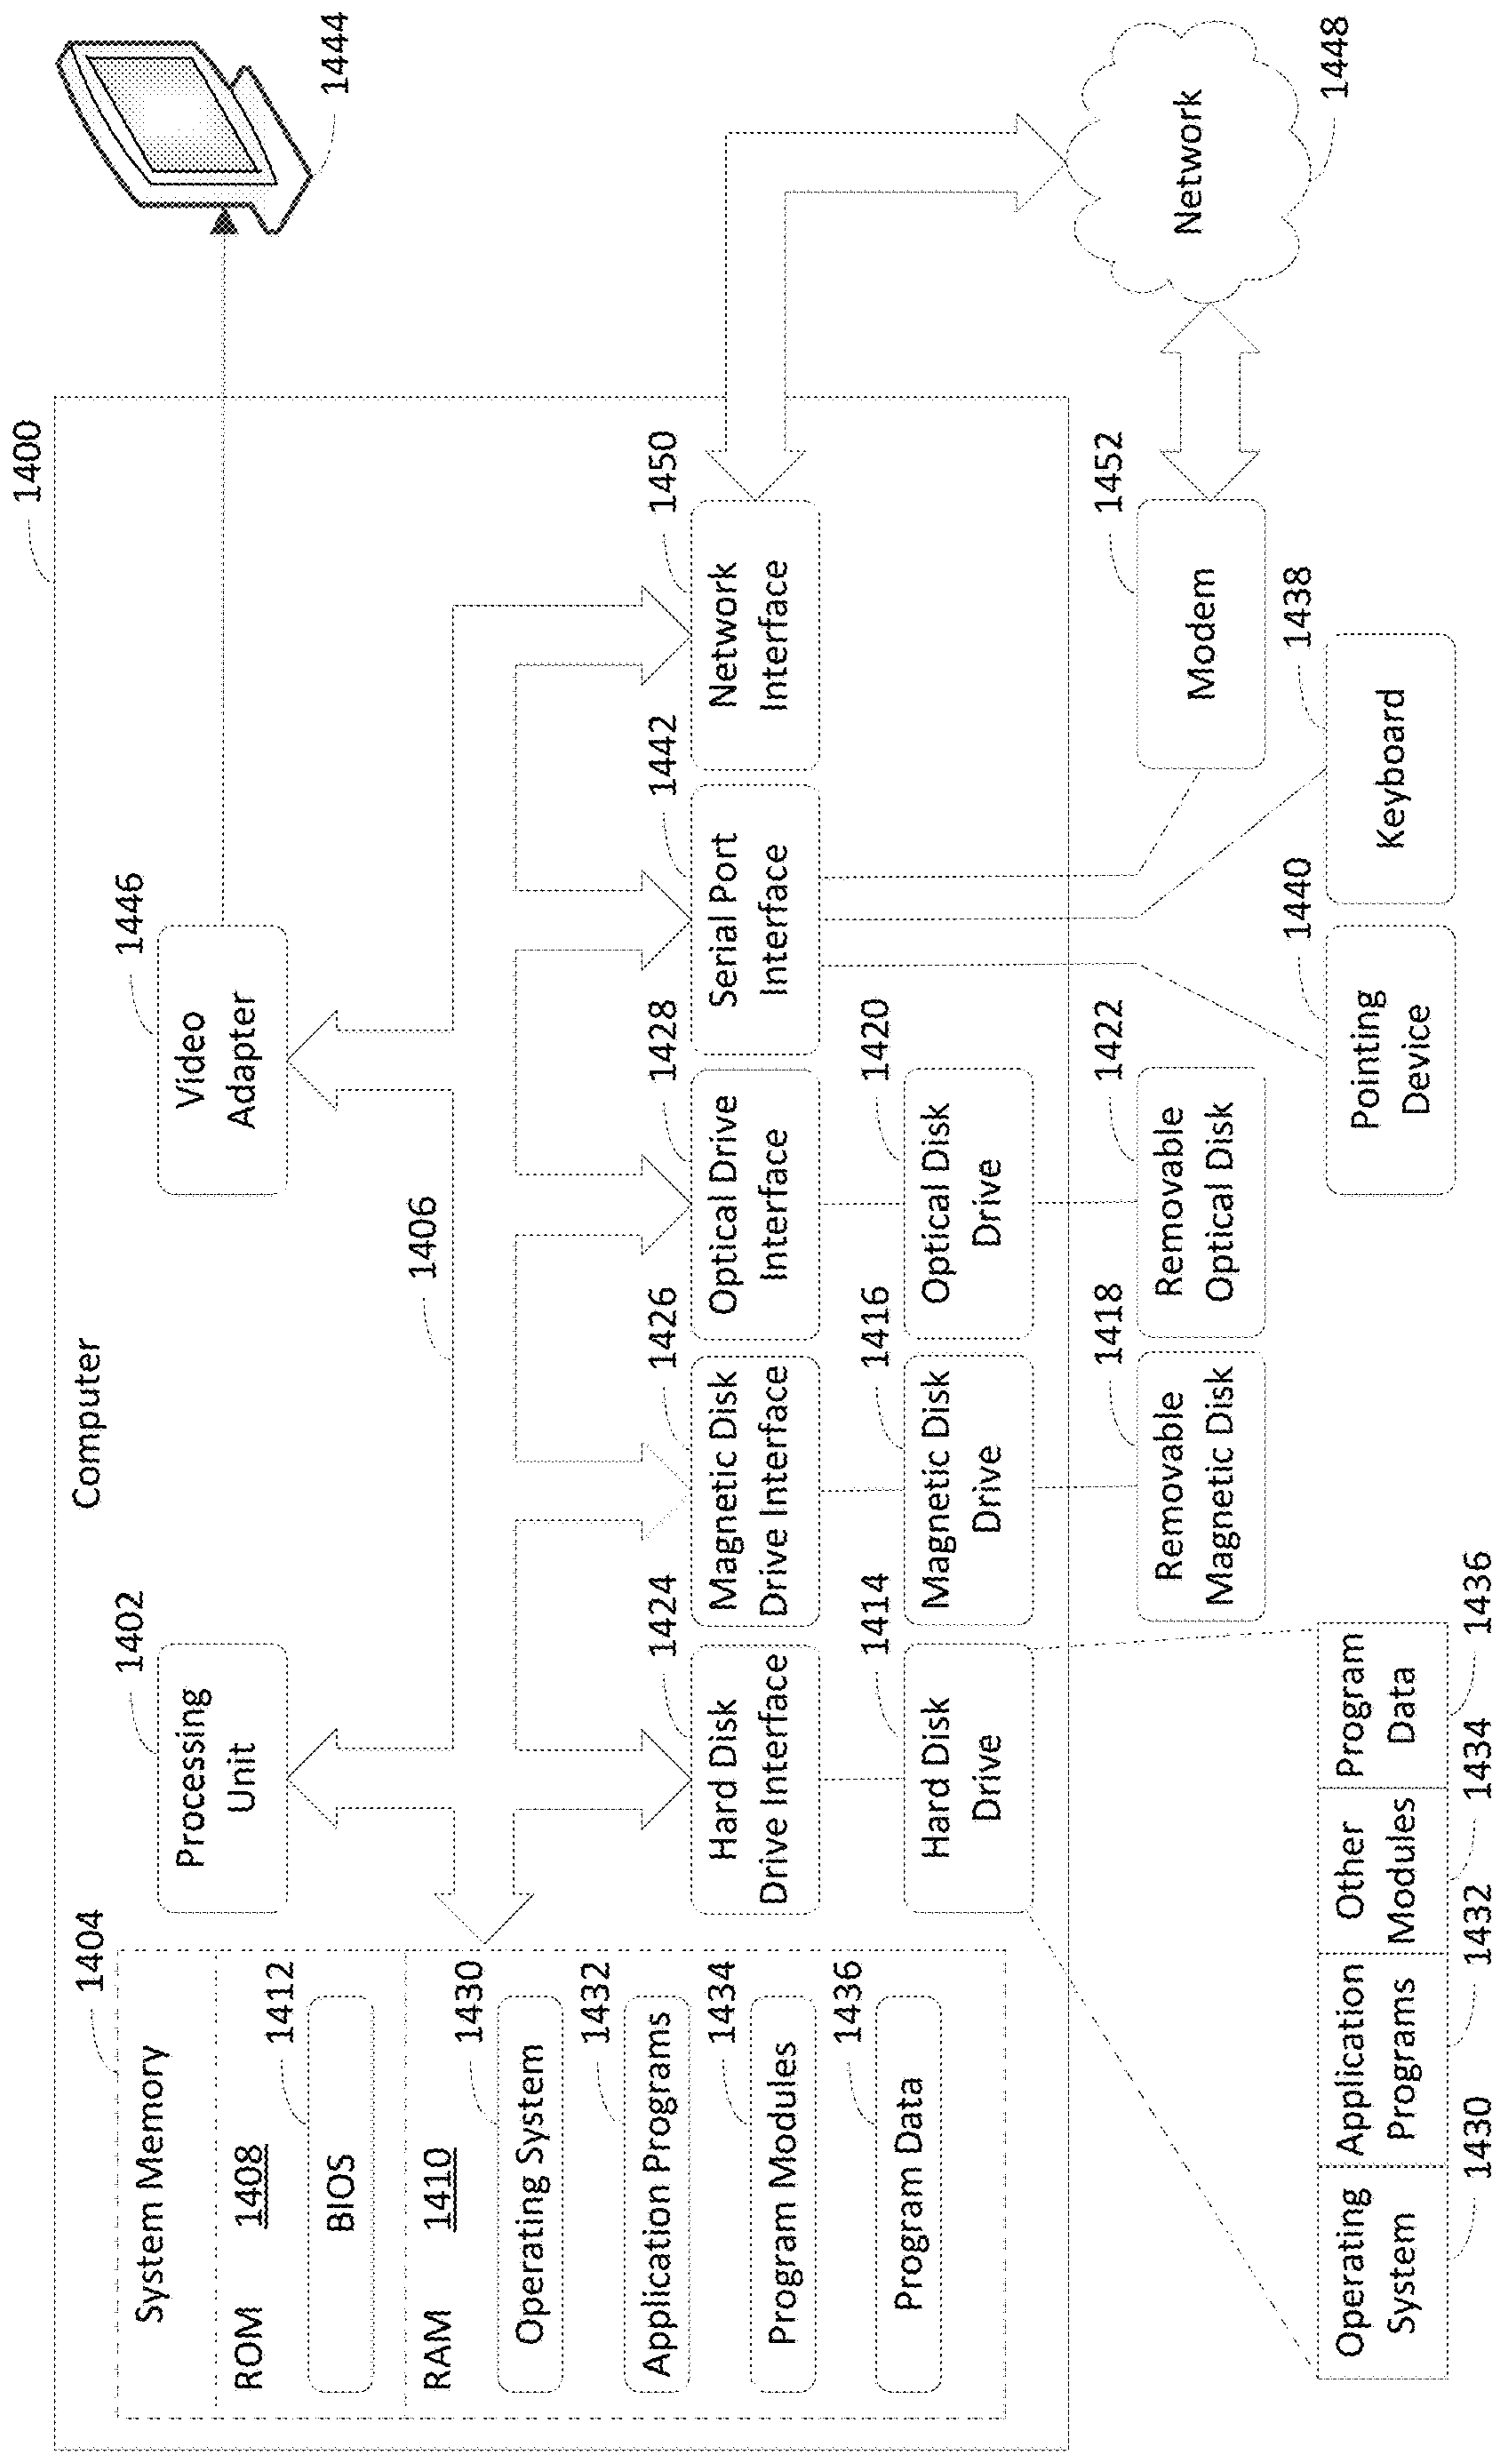 1400
Computer
1404
System Memory
ROM 1408
1412
BIOS
RAM 1410
1430
Operating System
1432
Application Programs
1434
Program Modules
1436
Program Data
1402
Processing
Unit
1446
Video
Adapter
1444
1406
1424
Hard Disk
Drive Interface
1426
Magnetic Disk
Drive Interface
1428
Optical Drive
Interface
1442
Serial Port
Interface
1450
Network
Interface
1414
Hard Disk
Drive
1416
Magnetic Disk
Drive
1420
Optical Disk
Drive
1418
Removable
Magnetic Disk
1422
Removable
Optical Disk
1452
Modem
Network
1448
1440
Pointing
Device
1438
Keyboard
Operating
System
1430
Application
Programs
1432
Other
Modules
1434
Program
Data
1436